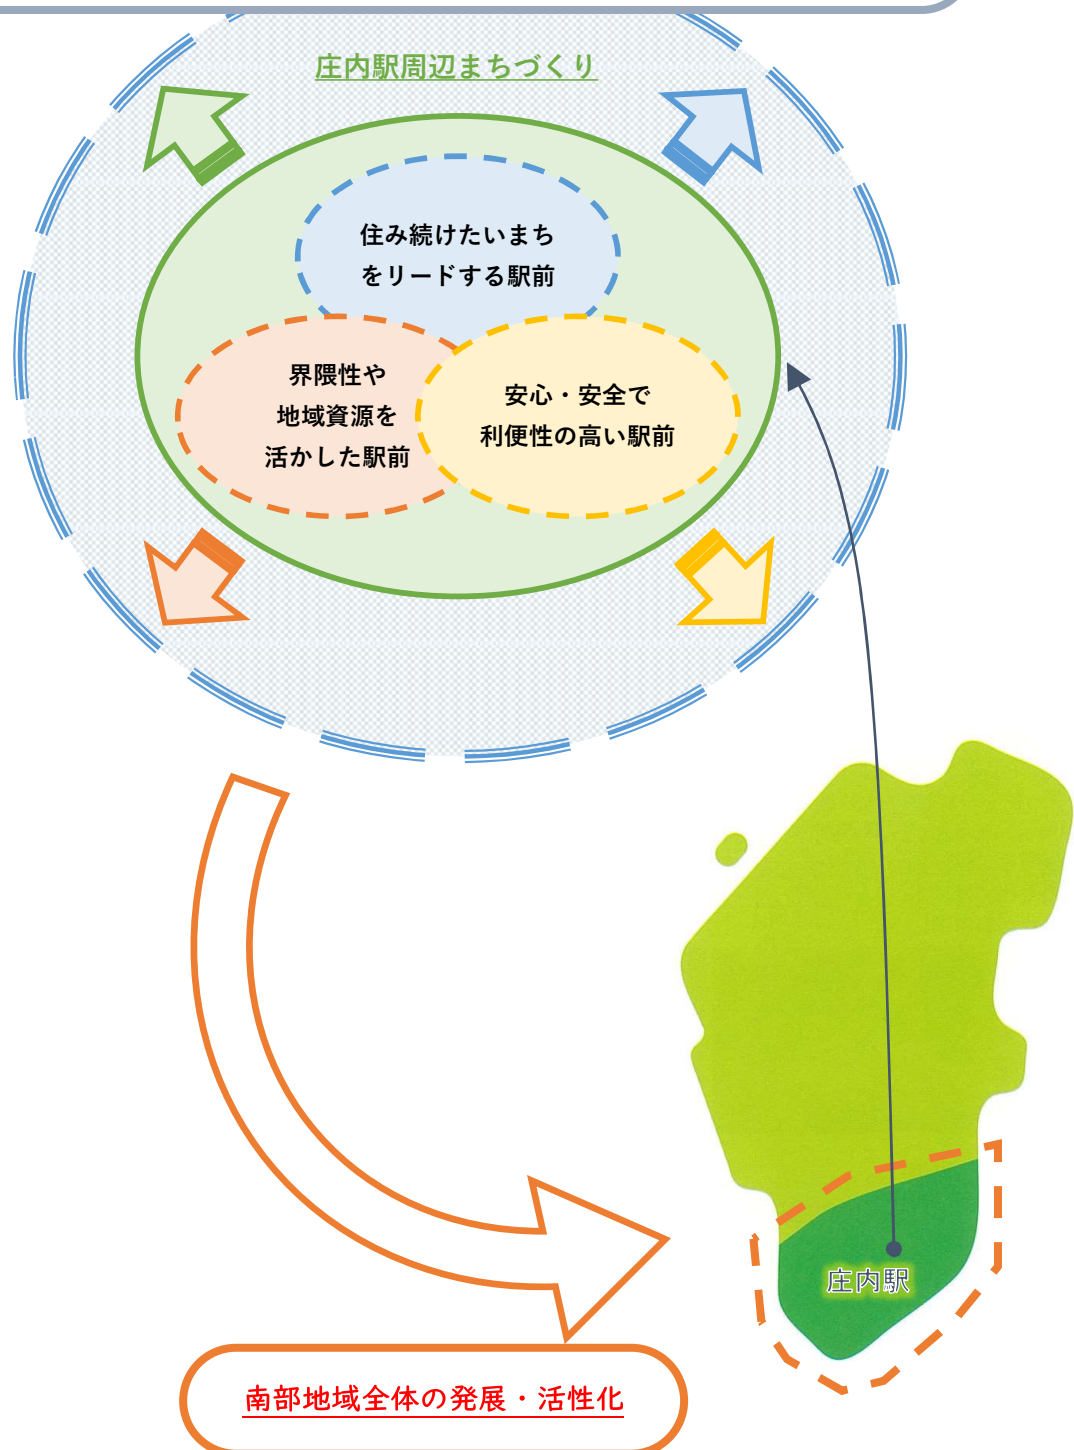 庄内駅周辺まちづくり
住み続けたいまち
をリードする駅前
界隈性や
地域資源を
活かした駅前
安心・安全で
利便性の高い駅前
庄内駅
南部地域全体の発展・活性化